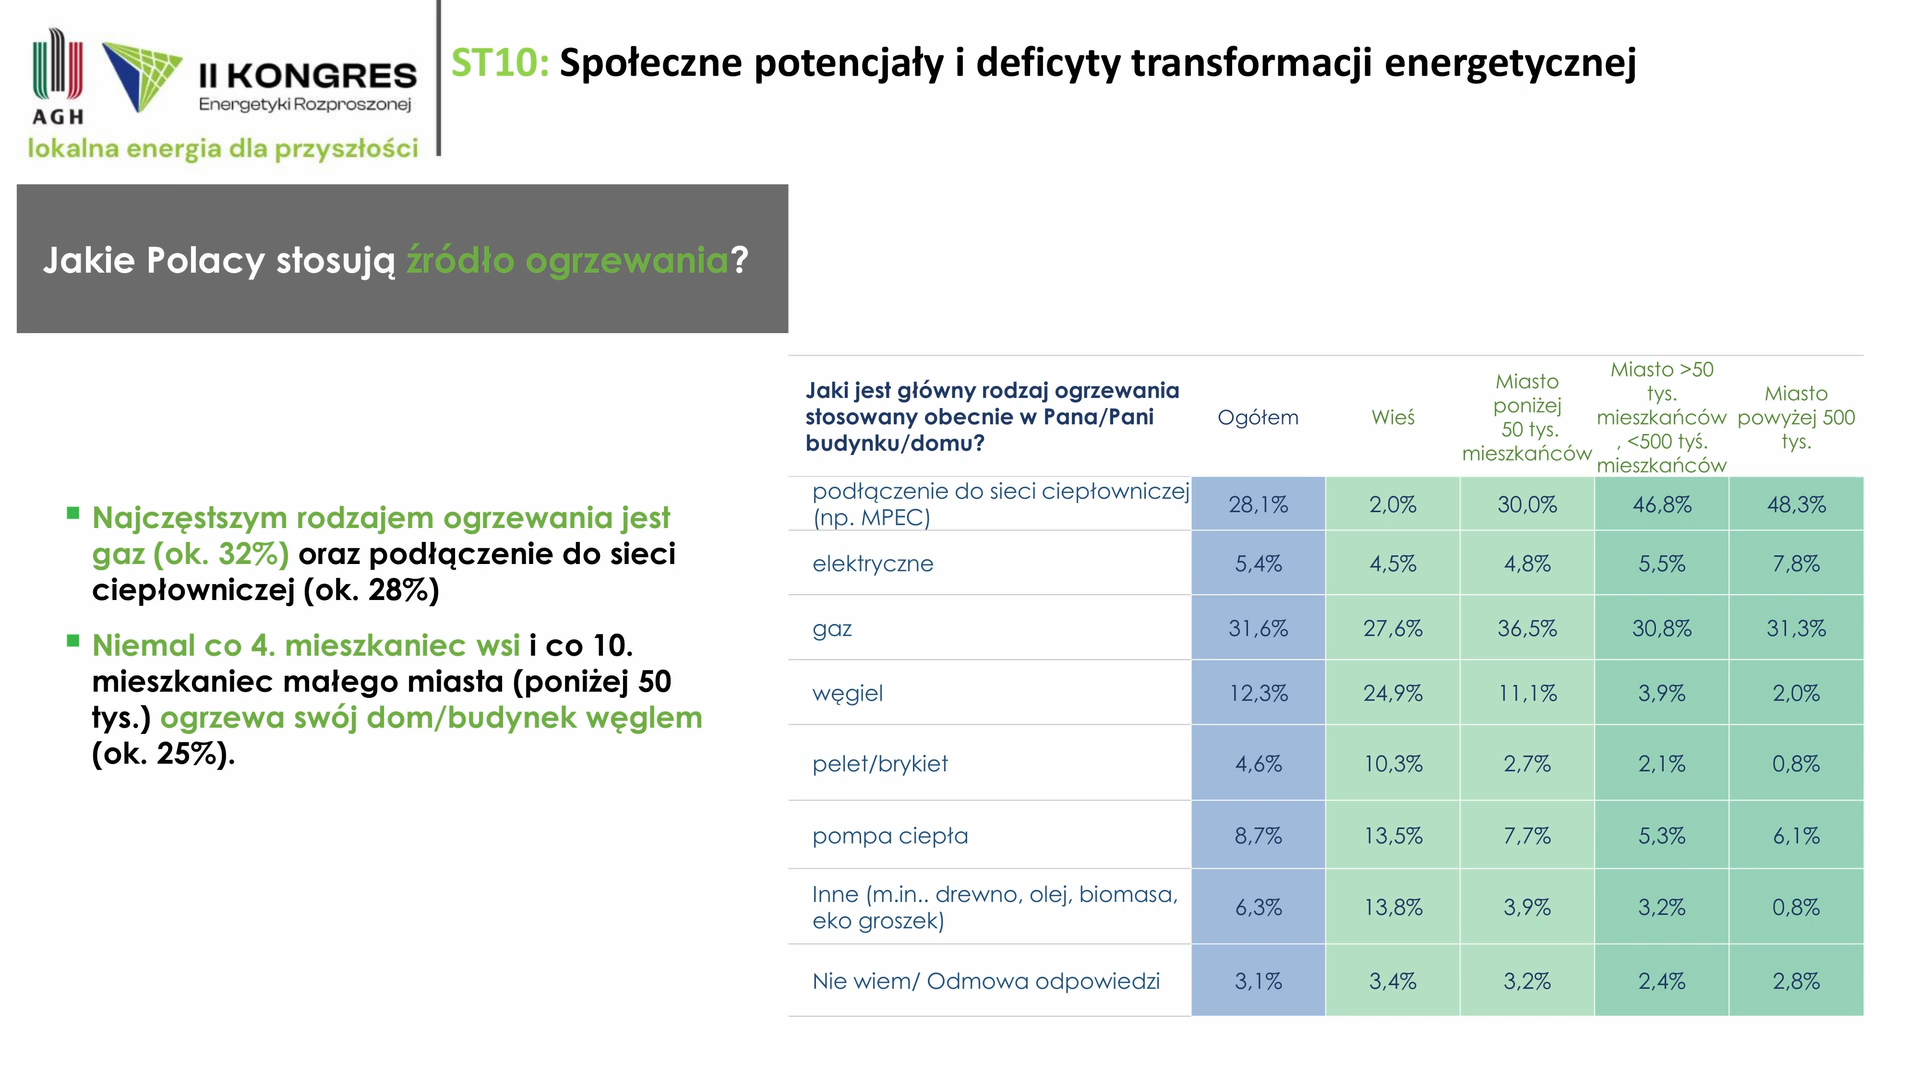 AGH
II KONGRES
Energetyki Rozproszonej
lokalna energia dla przyszłości
ST10: Społeczne potencjały i deficyty transformacji energetycznej
Jakie Polacy stosują źródło ogrzewania?
Najczęstszym rodzajem ogrzewania jest
gaz (ok. 32%) oraz podłączenie do sieci
ciepłowniczej (ok. 28%)
Niemal co 4. mieszkaniec wsi i co 10.
mieszkaniec małego miasta (poniżej 50
tys.) ogrzewa swój dom/budynek węglem
(ok. 25%).
Jaki jest główny rodzaj ogrzewania
stosowany obecnie w Pana/Pani
budynku/domu?
Ogółem
Wieś
Miasto
poniżej
50 tys.
mieszkańców
Miasto >50
tys.
mieszkańców
, <500 tyś.
mieszkańców
Miasto
powyżej 500
tys.
podłączenie do sieci ciepłowniczej
(np. MPEC)
28,1% 2,0% 30,0% 46,8% 48,3%
elektryczne 5,4% 4,5% 4,8% 5,5% 7,8%
gaz 31,6% 27,6% 36,5% 30,8% 31,3%
węgiel 12,3% 24,9% 11,1% 3,9% 2,0%
pelet/brykiet 4,6% 10,3% 2,7% 2,1% 0,8%
pompa ciepła 8,7% 13,5% 7,7% 5,3% 6,1%
Inne (m.in.. drewno, olej, biomasa,
eko groszek)
6,3% 13,8% 3,9% 3,2% 0,8%
Nie wiem/ Odmowa odpowiedzi 3,1% 3,4% 3,2% 2,4% 2,8%